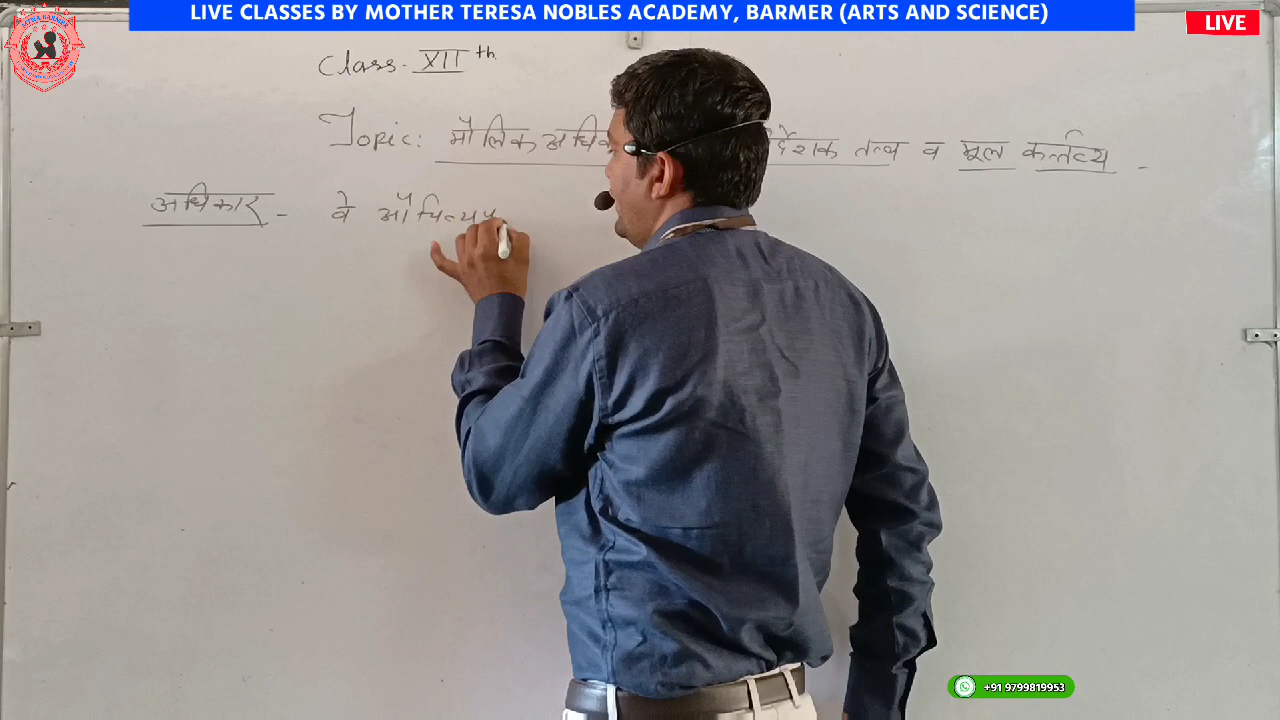 LIVE CLASSES BY MOTHER TERESA NOBLES ACADEMY, BARMER (ARTS AND SCIENCE)
LIVE
Class - XII th
Topic: मौलिक अधिक र्देशक तत्व व मूल कर्त्तव्य -
अधिकार - वे औचित्यप
+91 9799819953